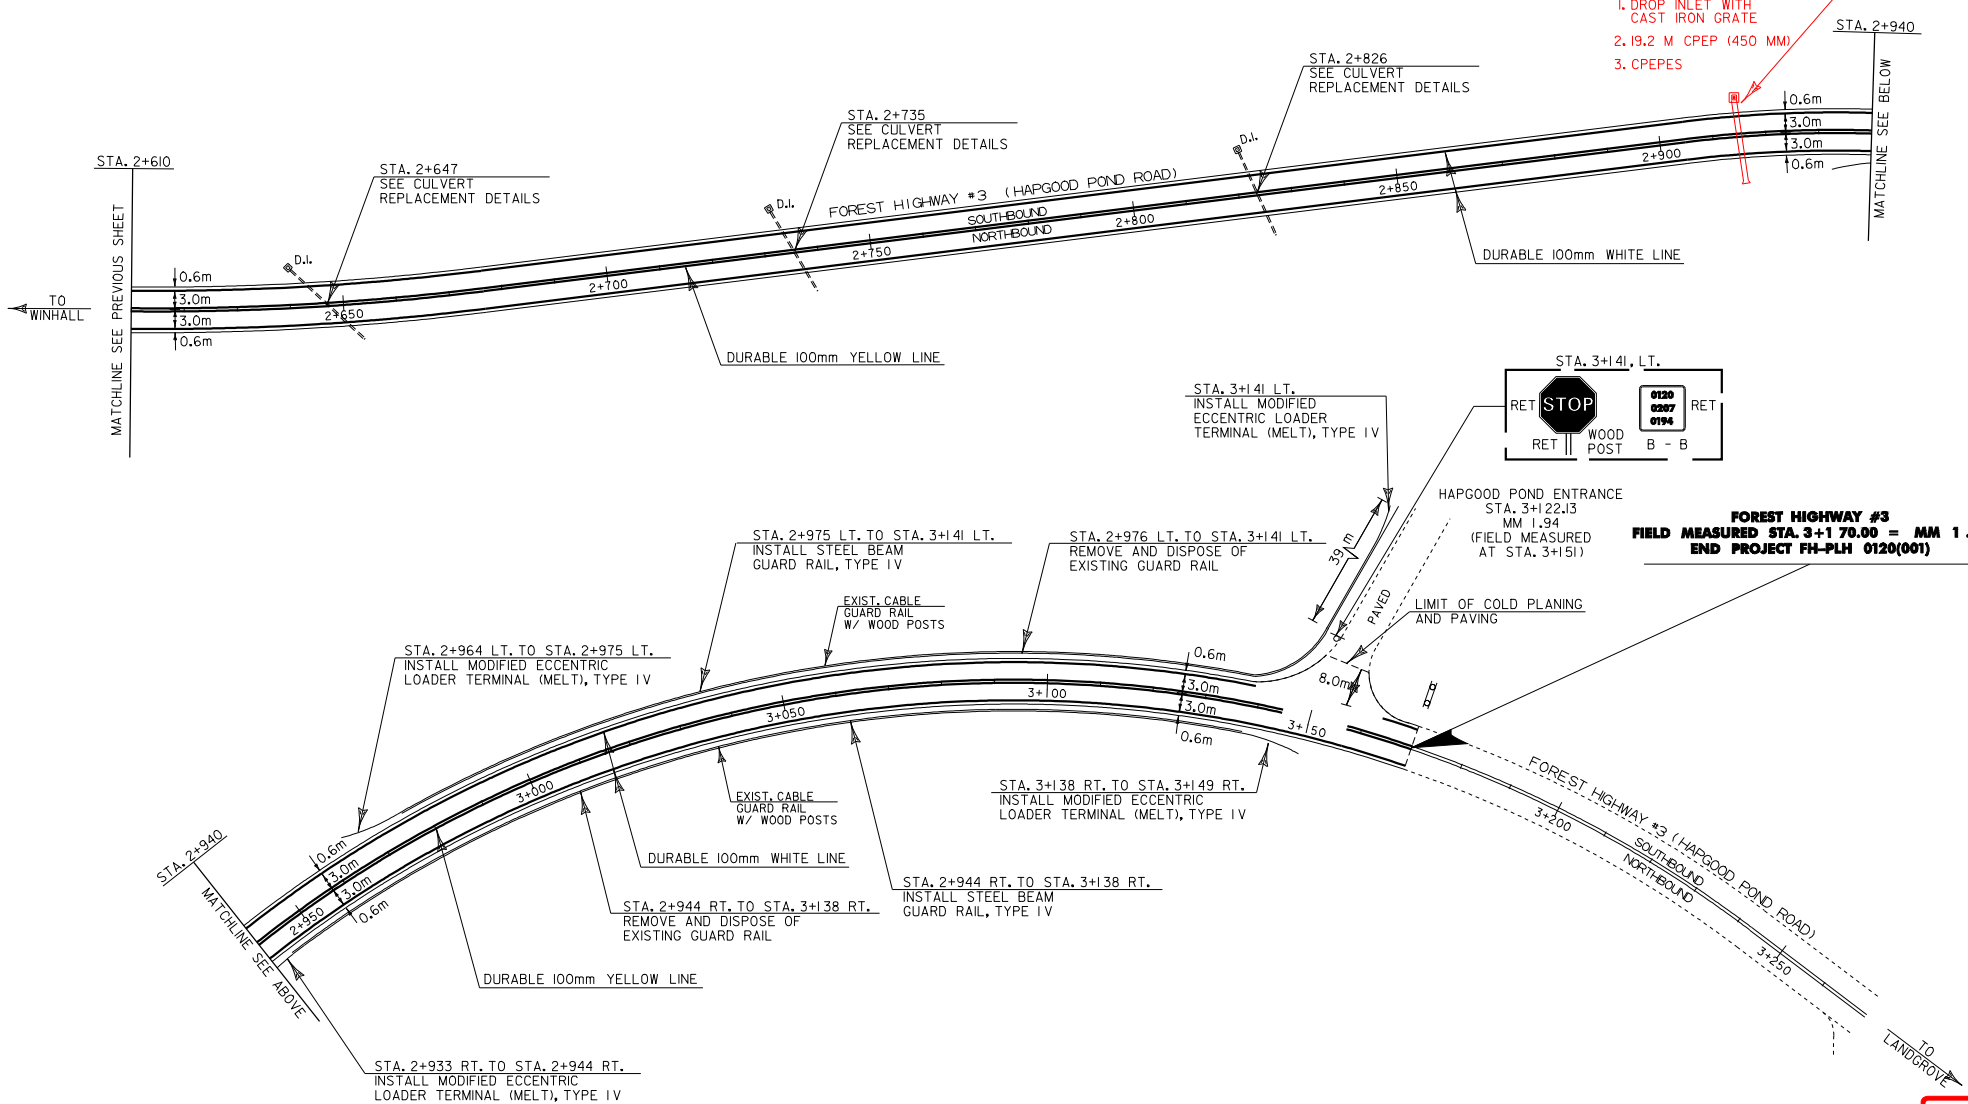 1. DROP INLET WITH
CAST IRON GRATE
2. 19.2 M CPEP (450 MM)
3. CPEPES
STA. 2+940
MATCHLINE SEE BELOW
STA. 2+826
SEE CULVERT
REPLACEMENT DETAILS
STA. 2+735
SEE CULVERT
REPLACEMENT DETAILS
STA. 2+610
STA. 2+647
SEE CULVERT
REPLACEMENT DETAILS
D.I.
D.I.
D.I.
FOREST HIGHWAY #3 (HAPGOOD POND ROAD)
SOUTHBOUND
NORTHBOUND
0.6m
3.0m
3.0m
0.6m
2+650
2+700
2+750
2+800
2+850
2+900
0.6m
3.0m
3.0m
0.6m
TO
WINHALL
MATCHLINE SEE PREVIOUS SHEET
DURABLE 100mm WHITE LINE
DURABLE 100mm YELLOW LINE
STA. 3+141, LT.
RET
STOP
0120
0207
0194
RET
RET
WOOD
POST
B - B
STA. 3+141 LT.
INSTALL MODIFIED
ECCENTRIC LOADER
TERMINAL (MELT), TYPE IV
HAPGOOD POND ENTRANCE
STA. 3+122.13
MM 1.94
(FIELD MEASURED
AT STA. 3+151)
FOREST HIGHWAY #3
FIELD MEASURED STA. 3+1 70.00 = MM 1 .
END PROJECT FH-PLH 0120(001)
STA. 2+975 LT. TO STA. 3+141 LT.
INSTALL STEEL BEAM
GUARD RAIL, TYPE IV
STA. 2+976 LT. TO STA. 3+141 LT.
REMOVE AND DISPOSE OF
EXISTING GUARD RAIL
39 m
PAVED
LIMIT OF COLD PLANING
AND PAVING
EXIST. CABLE
GUARD RAIL
W/ WOOD POSTS
STA. 2+964 LT. TO STA. 2+975 LT.
INSTALL MODIFIED ECCENTRIC
LOADER TERMINAL (MELT), TYPE IV
0.6m
3.0m
3.0m
0.6m
8.0m
2+950
3+000
3+050
3+100
3+150
3+200
3+250
STA. 2+940
MATCHLINE SEE ABOVE
0.6m
3.0m
3.0m
0.6m
EXIST. CABLE
GUARD RAIL
W/ WOOD POSTS
STA. 3+138 RT. TO STA. 3+149 RT.
INSTALL MODIFIED ECCENTRIC
LOADER TERMINAL (MELT), TYPE IV
FOREST HIGHWAY #3 (HAPGOOD POND ROAD)
SOUTHBOUND
NORTHBOUND
DURABLE 100mm WHITE LINE
STA. 2+944 RT. TO STA. 3+138 RT.
INSTALL STEEL BEAM
GUARD RAIL, TYPE IV
STA. 2+944 RT. TO STA. 3+138 RT.
REMOVE AND DISPOSE OF
EXISTING GUARD RAIL
DURABLE 100mm YELLOW LINE
STA. 2+933 RT. TO STA. 2+944 RT.
INSTALL MODIFIED ECCENTRIC
LOADER TERMINAL (MELT), TYPE IV
TO
LANDGROVE